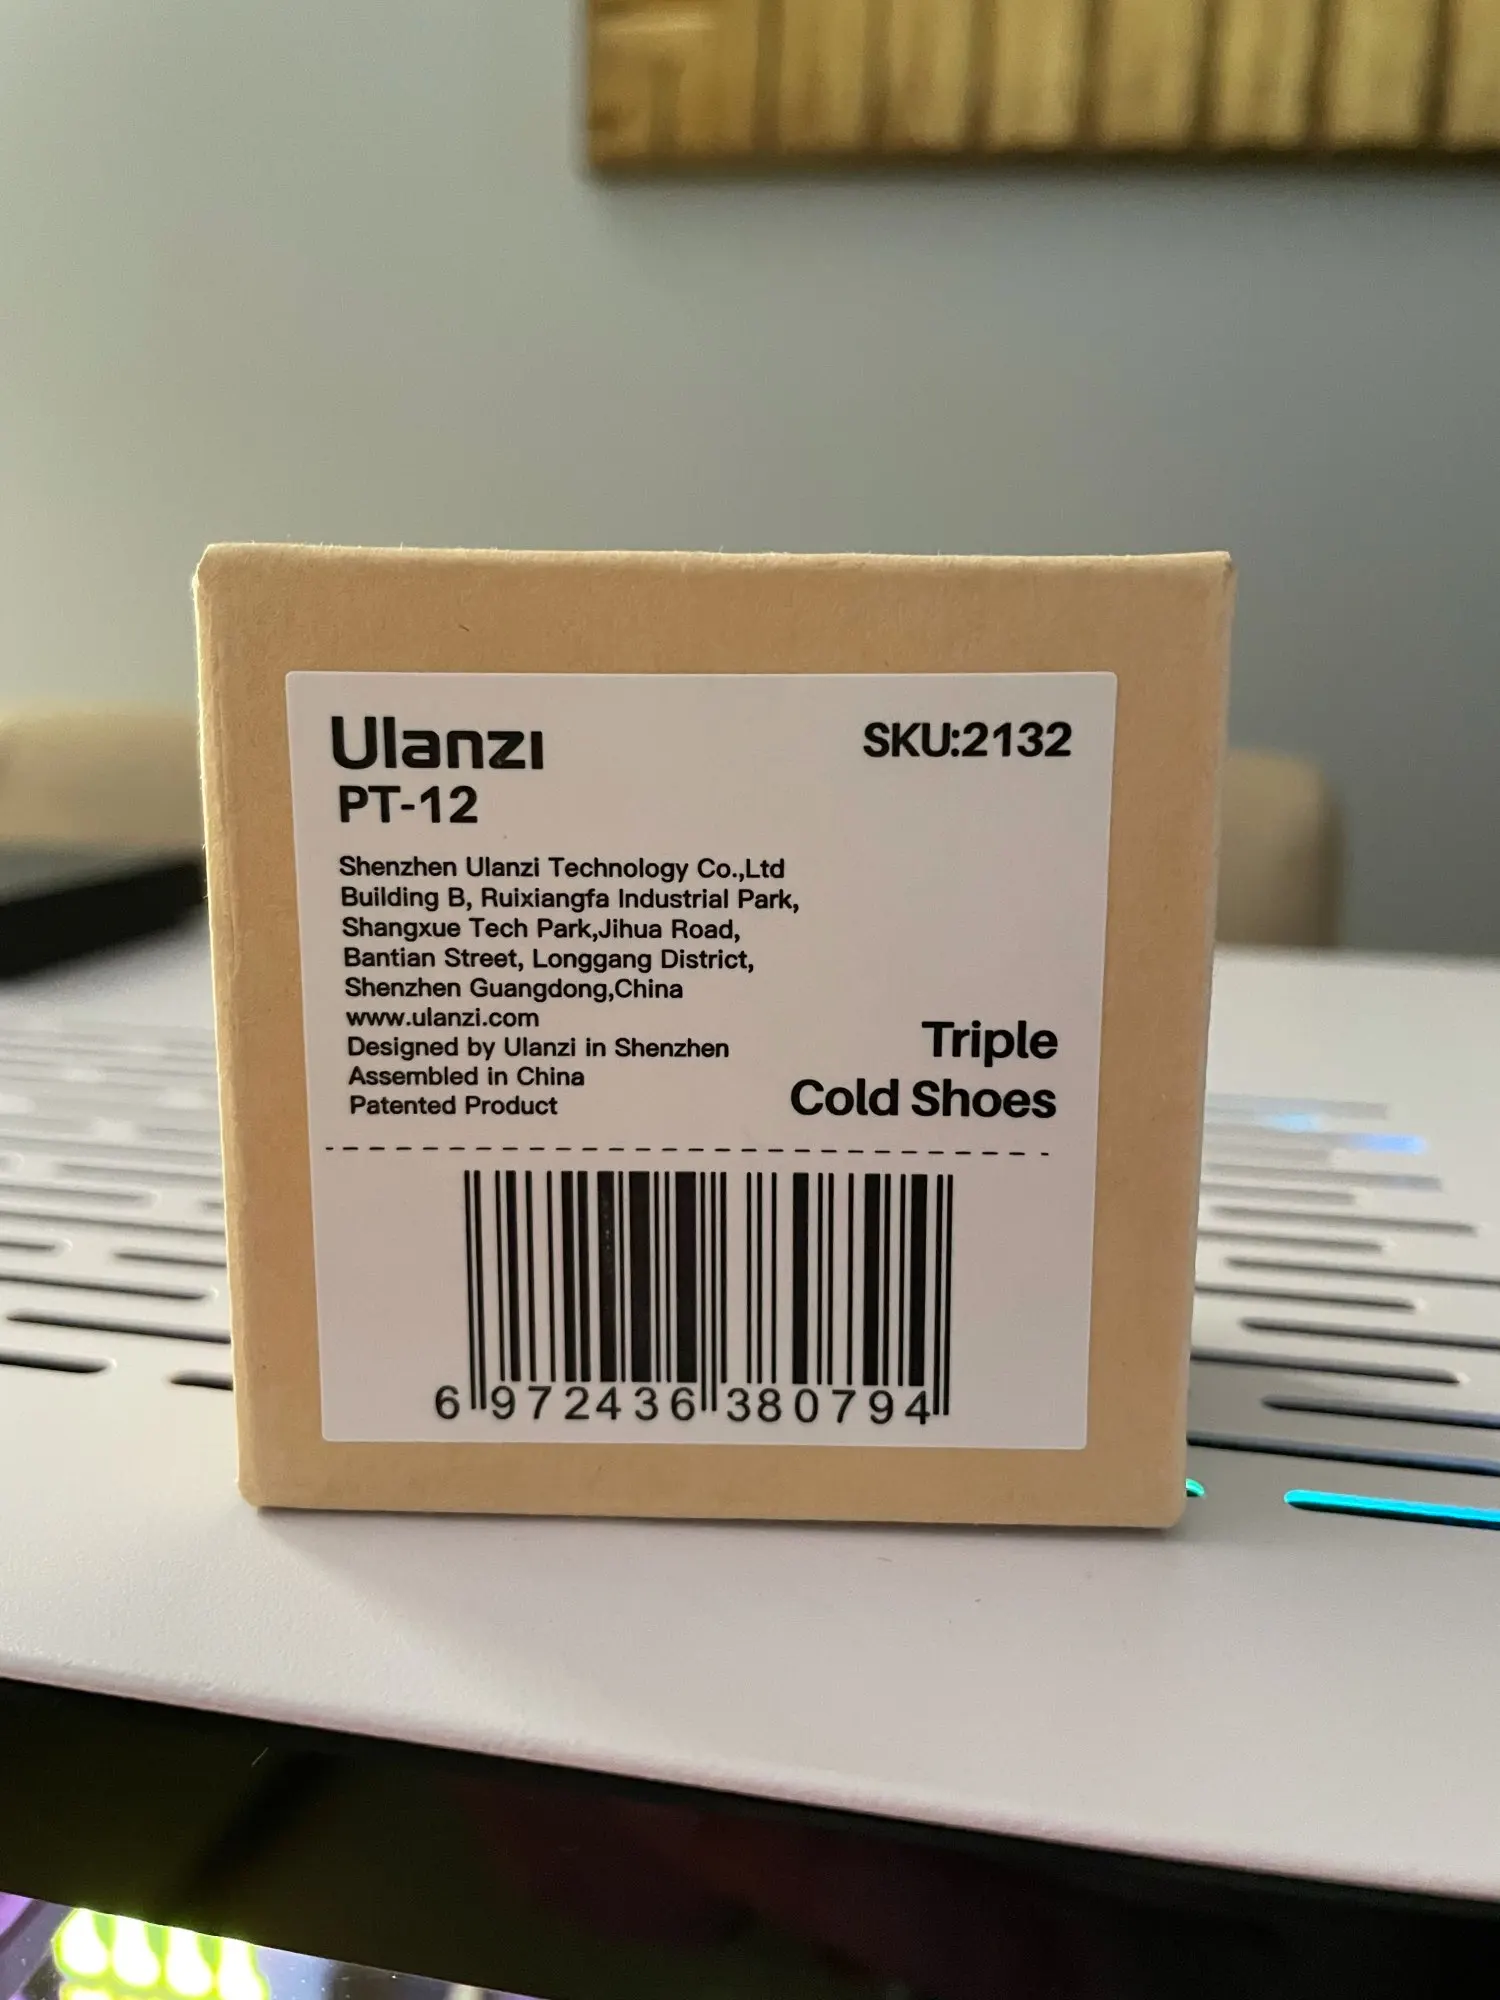 Ulanzi
PT-12
SKU:2132
Shenzhen Ulanzi Technology Co.,Ltd
Building B, Ruixiangfa Industrial Park,
Shangxue Tech Park,Jihua Road,
Bantian Street, Longgang District,
Shenzhen Guangdong,China
www.ulanzi.com
Designed by Ulanzi in Shenzhen
Assembled in China
Patented Product
Triple
Cold Shoes
6 972436 380794